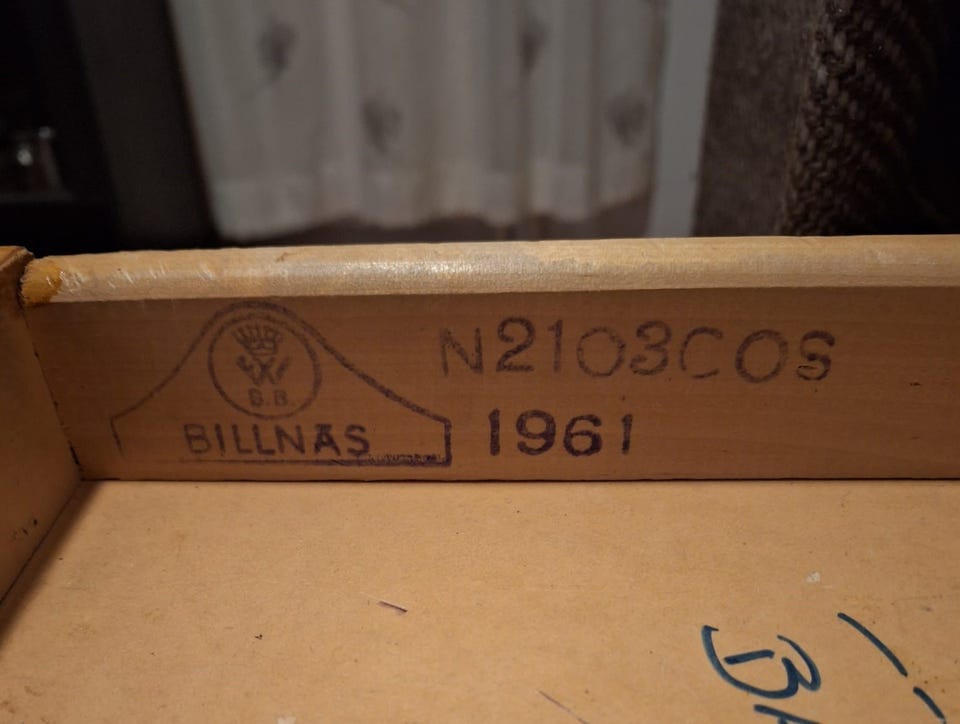 W
B.B.
BILLNÄS
N2103COS
1961